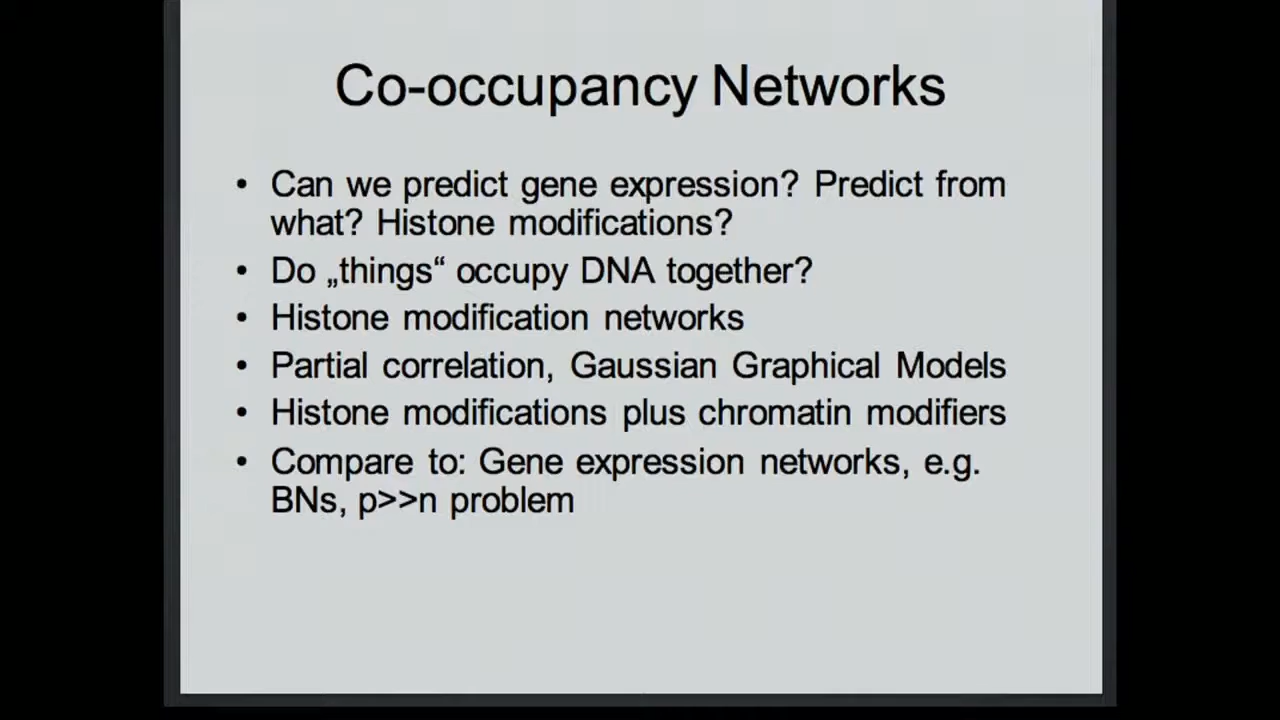 Co-occupancy Networks
• Can we predict gene expression? Predict from
what? Histone modifications?
• Do „things“ occupy DNA together?
• Histone modification networks
• Partial correlation, Gaussian Graphical Models
• Histone modifications plus chromatin modifiers
• Compare to: Gene expression networks, e.g.
BNs, p>>n problem